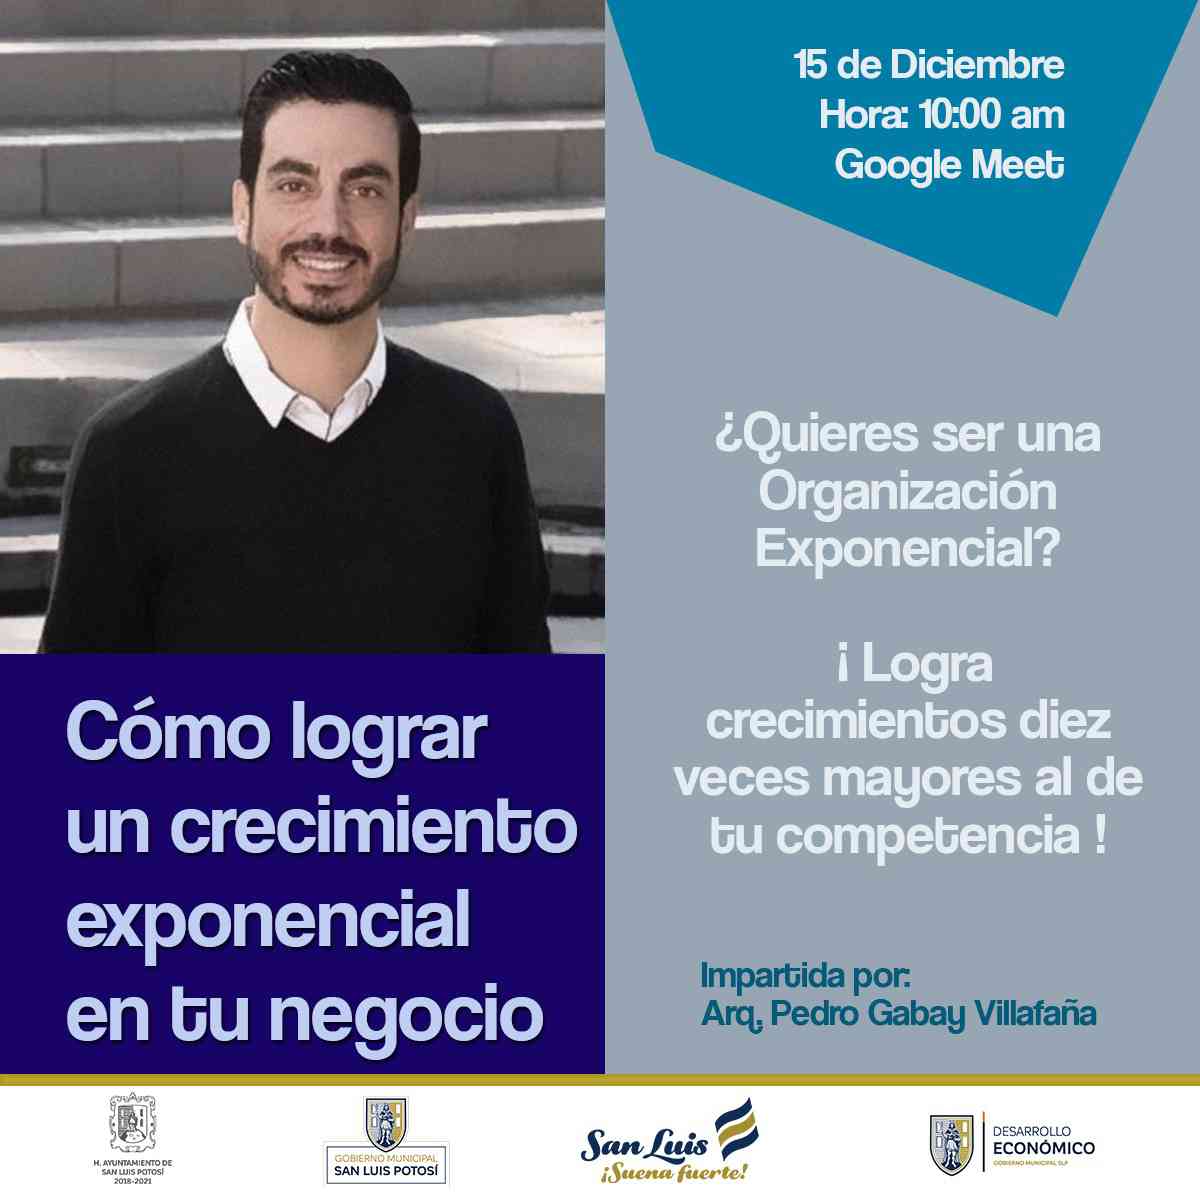 15 de Diciembre
Hora: 10:00 am
Google Meet
¿Quieres ser una
Organización
Exponencial?
¡ Logra
crecimientos diez
veces mayores al de
tu competencia !
Impartida por:
Arq. Pedro Gabay Villafaña
Cómo lograr
un crecimiento
exponencial
en tu negocio
H. AYUNTAMIENTO DE
SAN LUIS POTOSÍ
2018-2021
GOBIERNO MUNICIPAL
SAN LUIS POTOSÍ
San Luis
¡Suena fuerte!
DESARROLLO
ECONÓMICO
GOBIERNO MUNICIPAL SLP